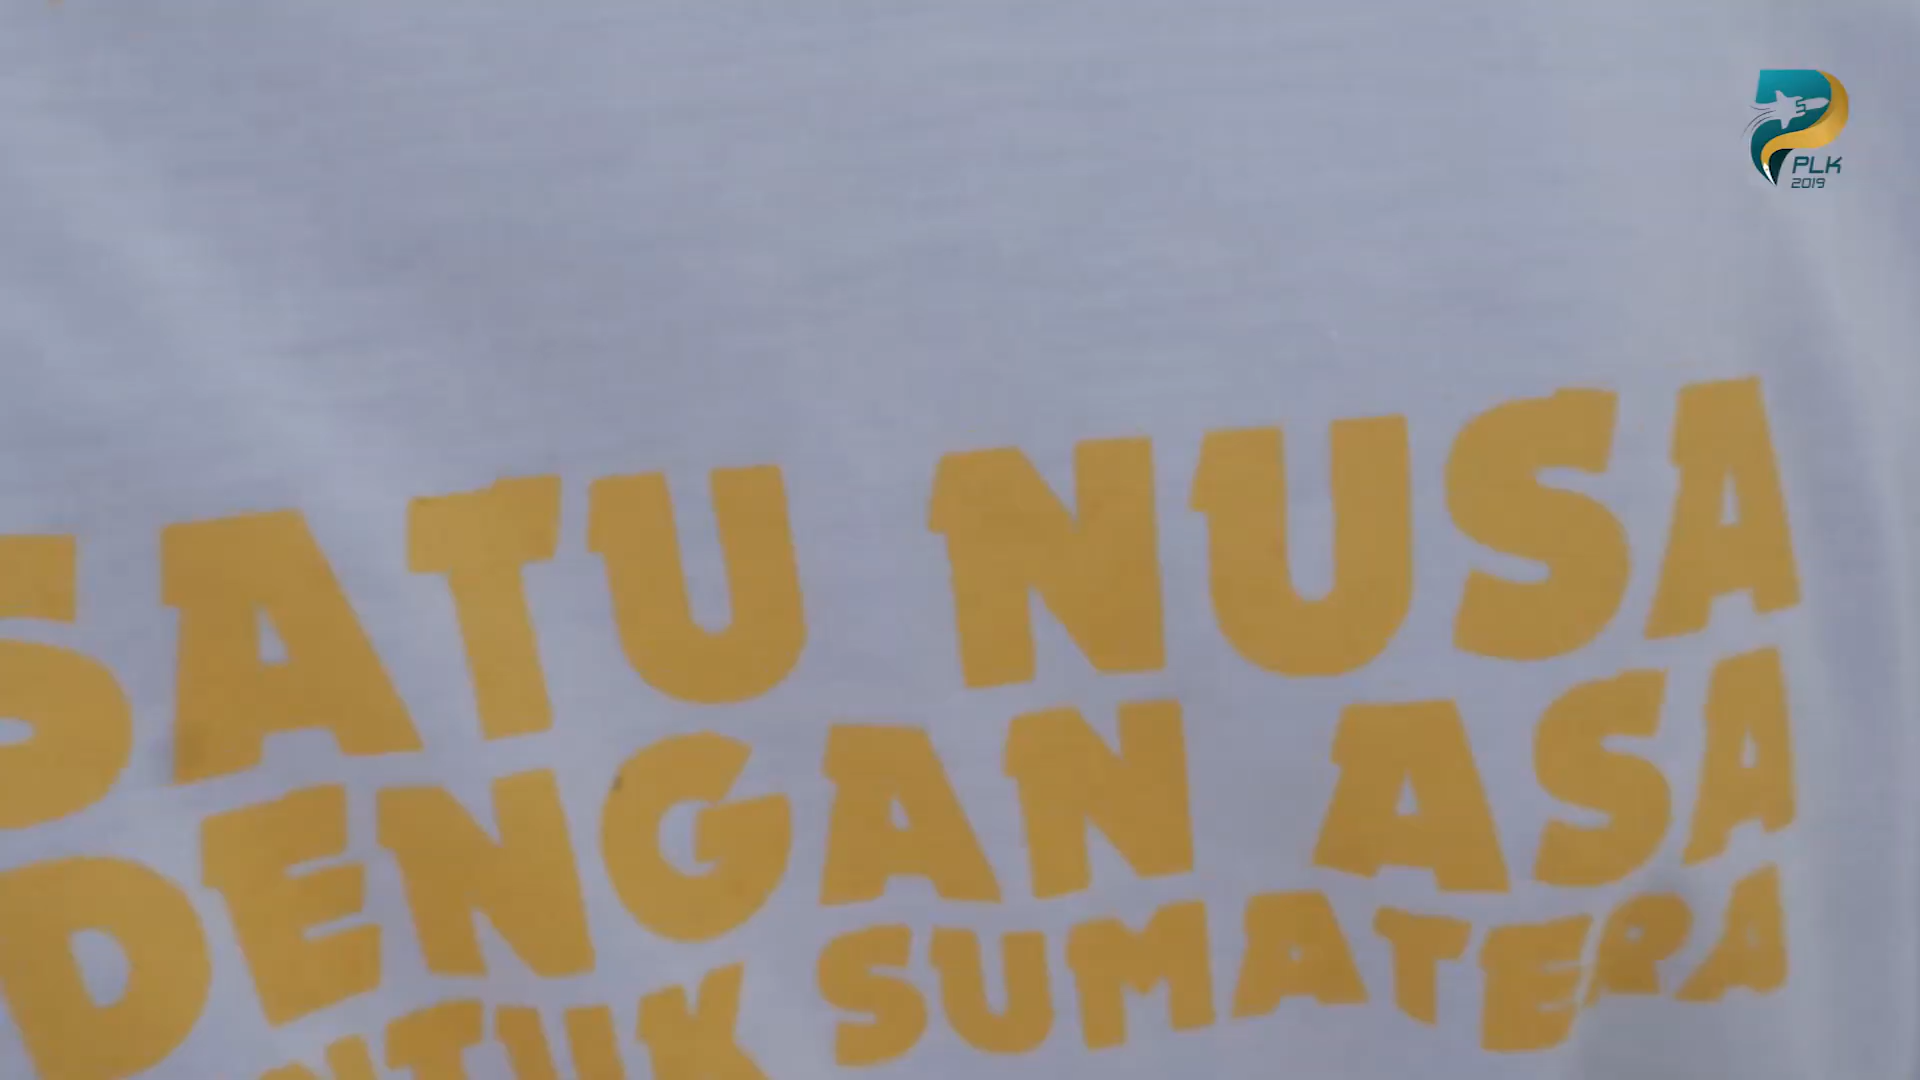 PLK
2019
SATU NUSA
DENGAN ASA
SUMATERA